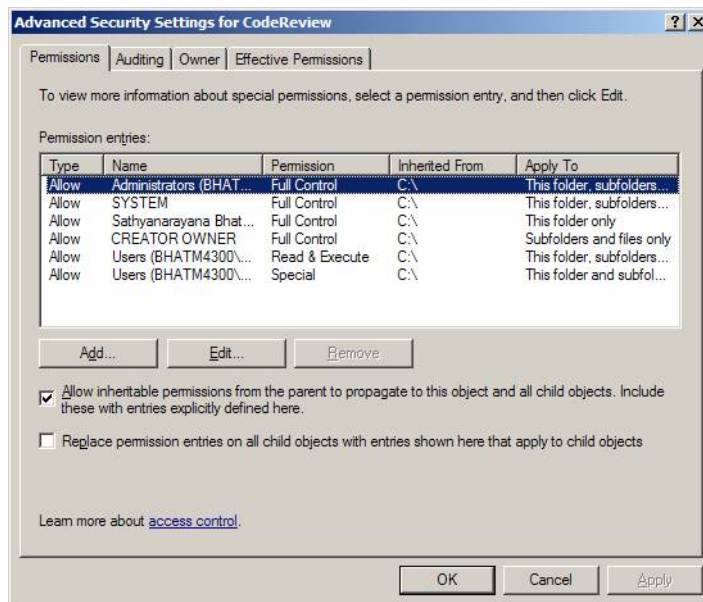 Advanced Security Settings for CodeReview
Permissions Auditing Owner Effective Permissions
To view more information about special permissions, select a permission entry, and then click Edit.
Permission entries:
Type Name Permission Inherited From Apply To
Allow Administrators (BHAT... Full Control C:\ This folder, subfolders...
Allow SYSTEM Full Control C:\ This folder, subfolders...
Allow Sathyanarayana Bhat... Full Control C:\ This folder only
Allow CREATOR OWNER Full Control C:\ Subfolders and files only
Allow Users (BHATM4300\... Read & Execute C:\ This folder, subfolders...
Allow Users (BHATM4300\... Special C:\ This folder and subfol...
Add... Edit... Remove
Allow inheritable permissions from the parent to propagate to this object and all child objects. Include
these with entries explicitly defined here.
Replace permission entries on all child objects with entries shown here that apply to child objects
Learn more about access control.
OK Cancel Apply